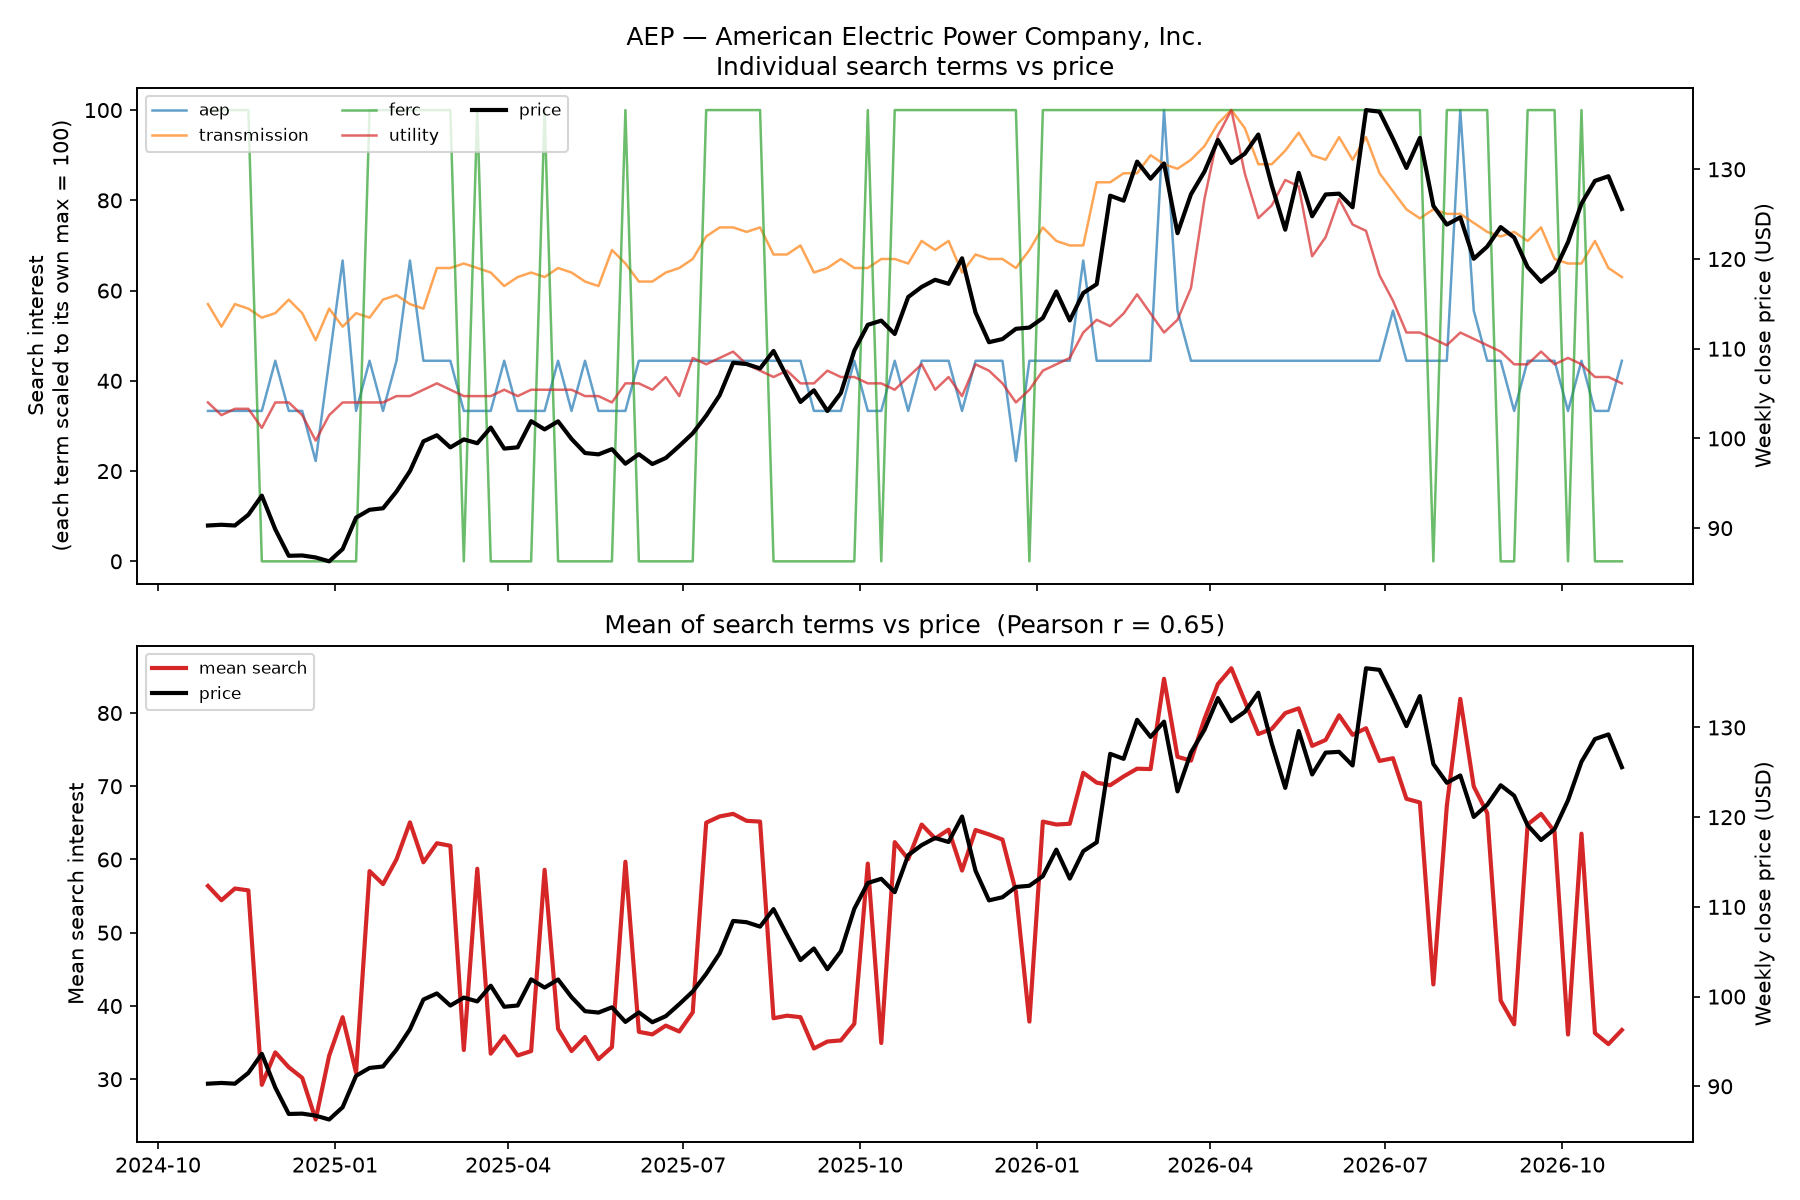 AEP — American Electric Power Company, Inc.
Individual search terms vs price
aep
transmission
ferc
utility
price
Search interest
(each term scaled to its own max = 100)
100
80
60
40
20
0
130
120
110
100
90
Weekly close price (USD)
Mean of search terms vs price (Pearson r = 0.65)
mean search
price
Mean search interest
80
70
60
50
40
30
130
120
110
100
90
Weekly close price (USD)
2024-10
2025-01
2025-04
2025-07
2025-10
2026-01
2026-04
2026-07
2026-10